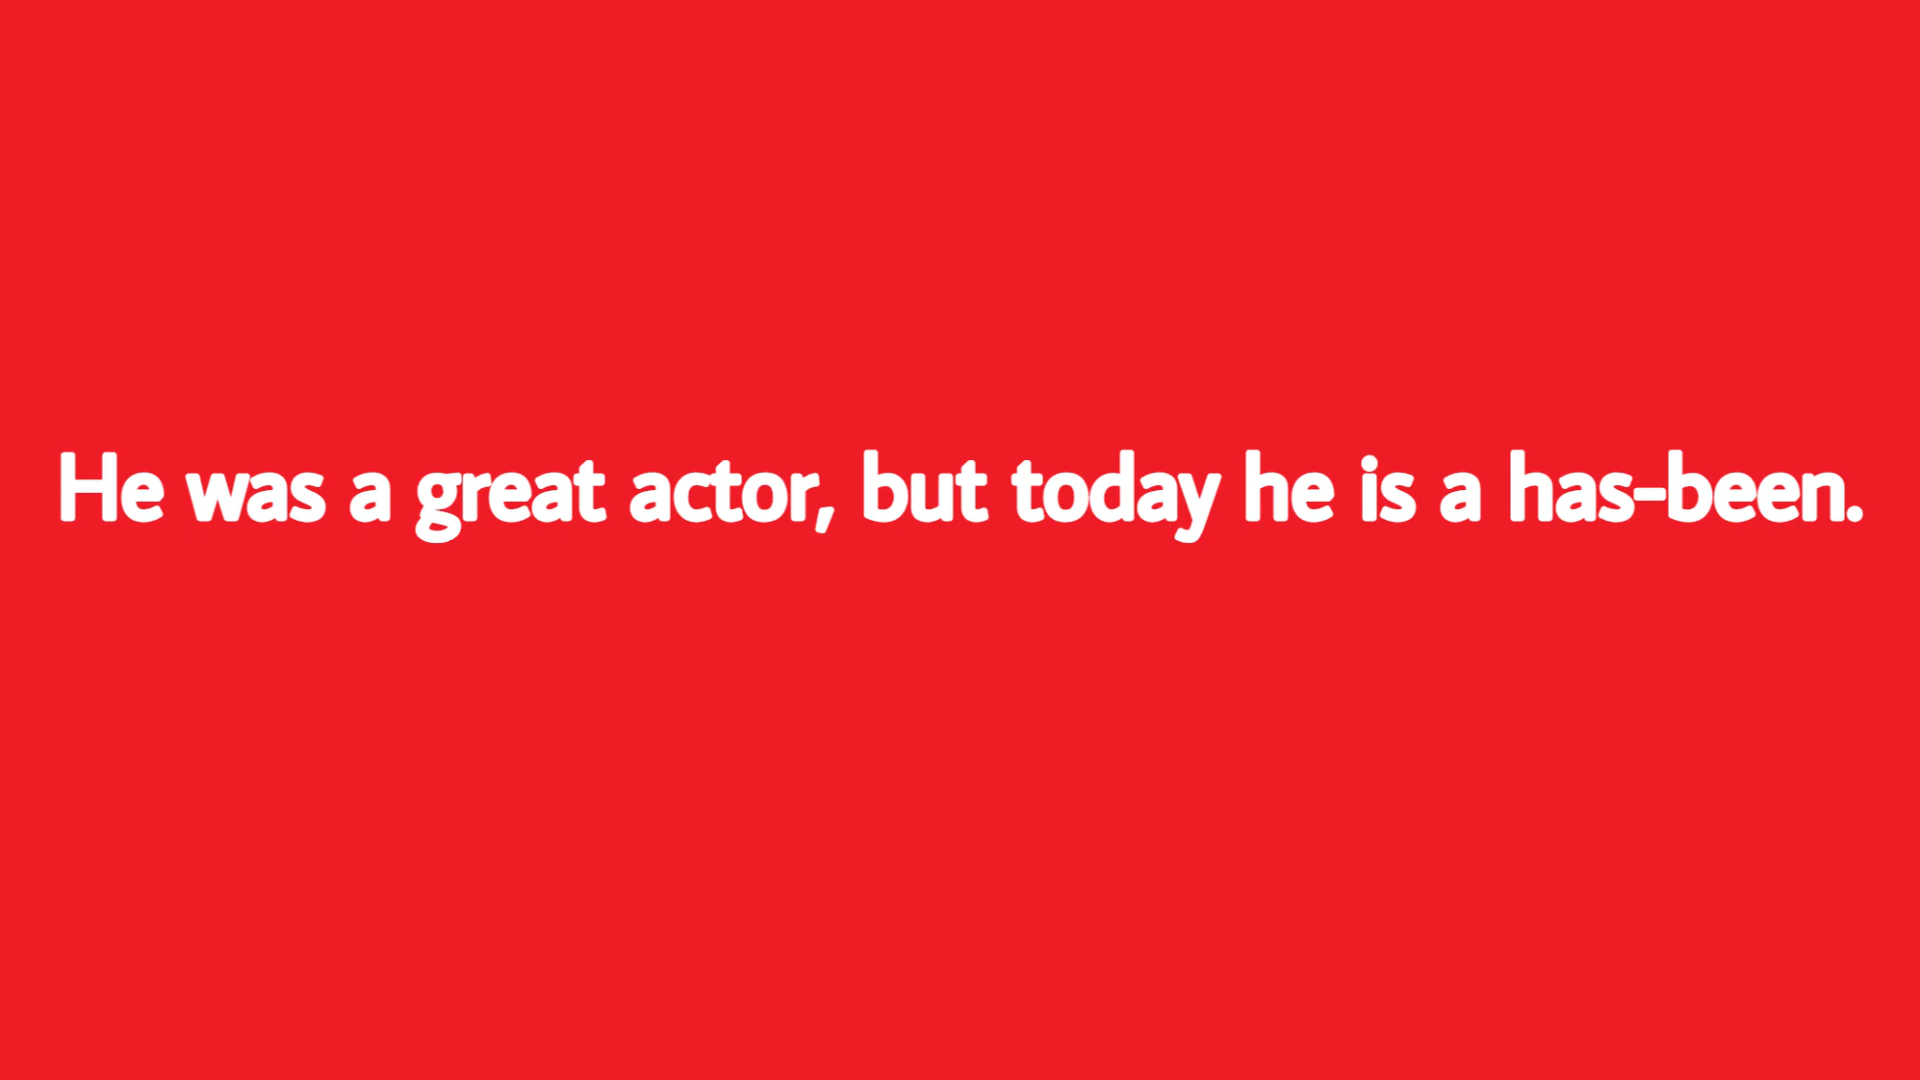 He was a great actor, but today he is a has-been.